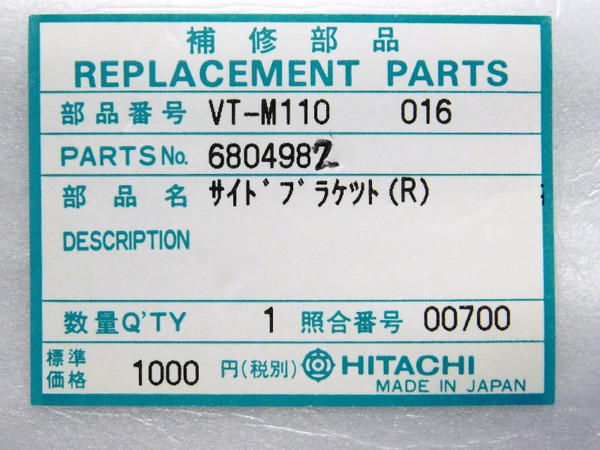 補修部品
REPLACEMENT PARTS
部品番号 VT-M110 016
PARTS No. 6804982
部品名 ｻｲﾄﾞﾌﾞﾗｹｯﾄ(R)
DESCRIPTION
数量Q'TY 1 照合番号 00700
標準価格 1000 円(税別) HITACHI
MADE IN JAPAN